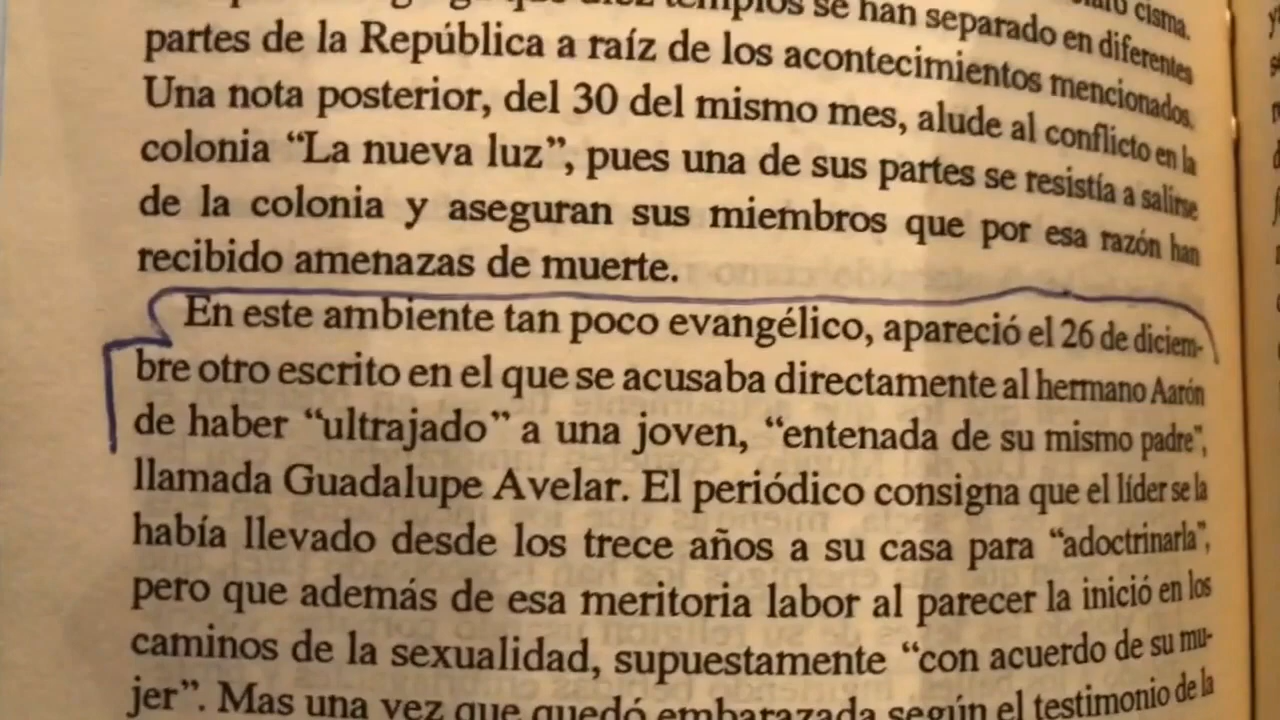 templos se han separado en diferentes cisma.
partes de la República a raíz de los acontecimientos mencionados.
Una nota posterior, del 30 del mismo mes, alude al conflicto en la
colonia “La nueva luz”, pues una de sus partes se resistía a salirse
de la colonia y aseguran sus miembros que por esa razón han
recibido amenazas de muerte.
En este ambiente tan poco evangélico, apareció el 26 de diciem-
bre otro escrito en el que se acusaba directamente al hermano Aarón
de haber “ultrajado” a una joven, “entenada de su mismo padre”,
llamada Guadalupe Avelar. El periódico consigna que el líder se la
había llevado desde los trece años a su casa para “adoctrinarla”,
pero que además de esa meritoria labor al parecer la inició en los
caminos de la sexualidad, supuestamente “con acuerdo de su mu-
jer”. Mas una vez que quedó embarazada según el testimonio de la